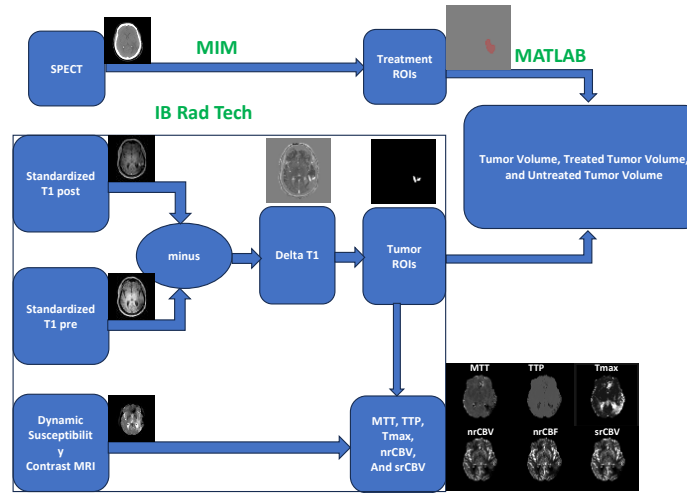 MIM
SPECT
Treatment
ROIs
MATLAB
IB Rad Tech
Tumor Volume, Treated Tumor Volume,
and Untreated Tumor Volume
Standardized
T1 post
minus
Delta T1
Tumor
ROIs
Standardized
T1 pre
Dynamic
Susceptibilit
y
Contrast MRI
MTT, TTP,
Tmax,
nrCBV,
And srCBV
MTT
TTP
Tmax
nrCBV
nrCBF
srCBV